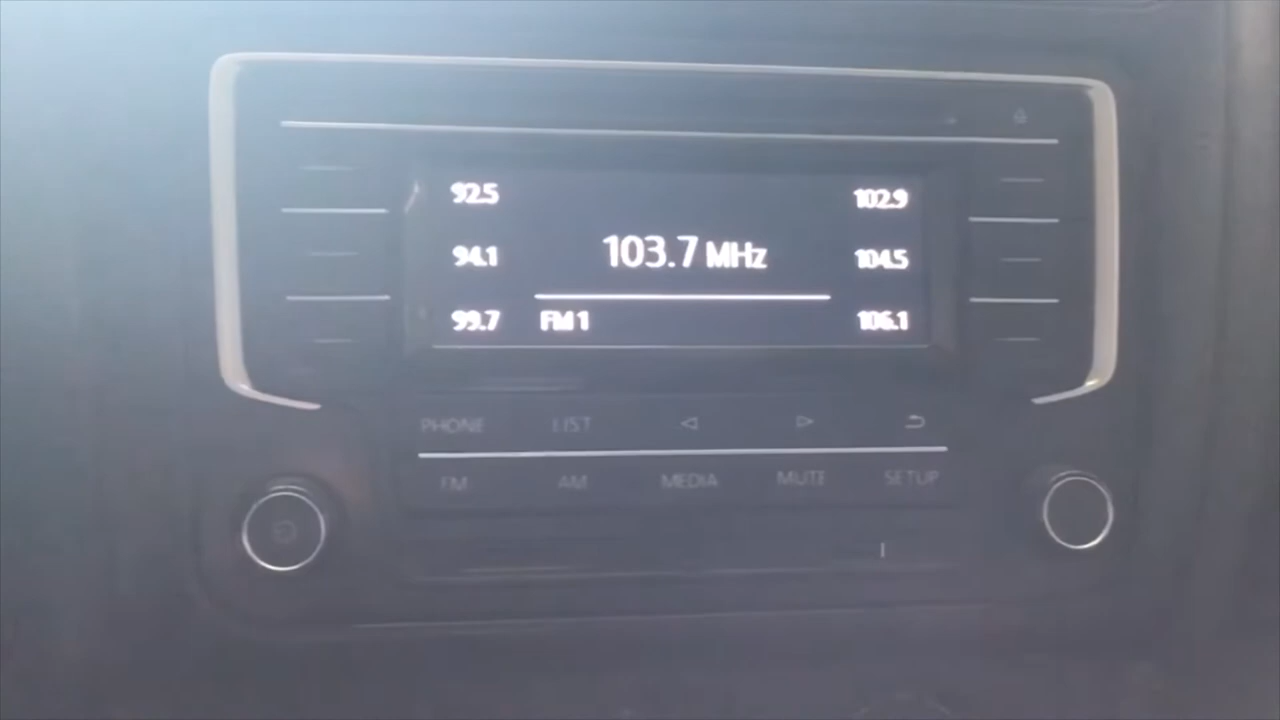 92.5 102.9
94.1 103.7 MHz 104.5
99.7 FM 1 106.1
PHONE LIST
FM AM MEDIA MUTE SETUP